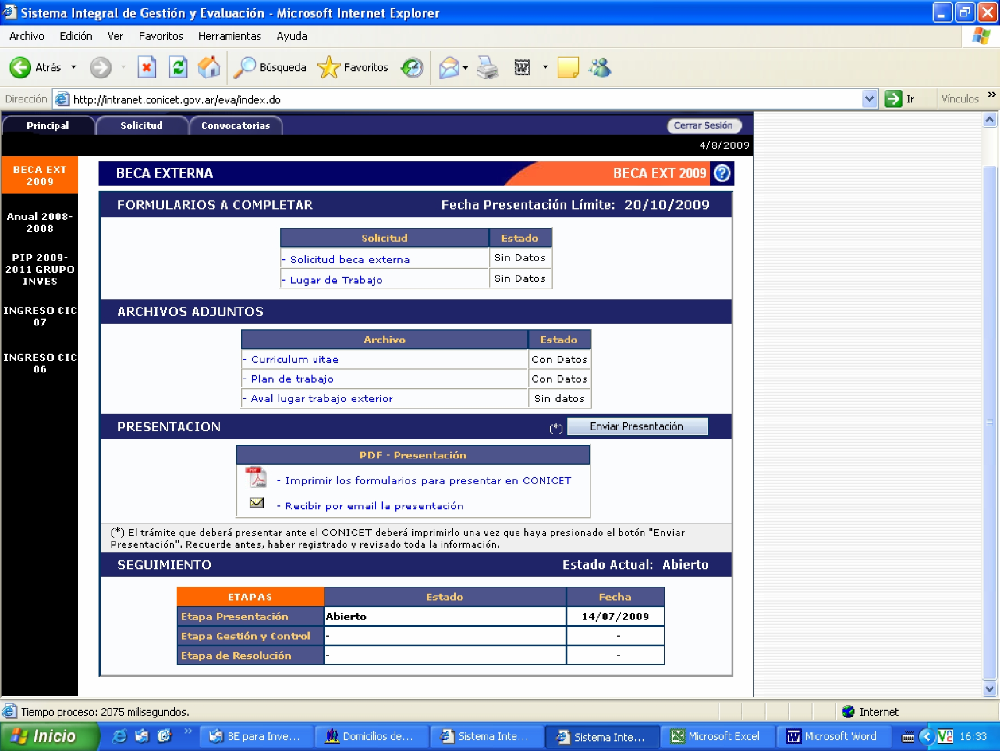 Sistema Integral de Gestión y Evaluación - Microsoft Internet Explorer
Archivo Edición Ver Favoritos Herramientas Ayuda
Atrás Búsqueda Favoritos
Dirección http://intranet.conicet.gov.ar/eva/index.do Ir Vínculos »
Principal Solicitud Convocatorias Cerrar Sesión
4/8/2009
BECA EXT
2009
Anual 2008-
2008
PIP 2009-
2011 GRUPO
INVES
INGRESO CIC
07
INGRESO CIC
06
BECA EXTERNA BECA EXT 2009 ?
FORMULARIOS A COMPLETAR Fecha Presentación Límite: 20/10/2009
Solicitud Estado
- Solicitud beca externa Sin Datos
- Lugar de Trabajo Sin Datos
ARCHIVOS ADJUNTOS
Archivo Estado
- Curriculum vitae Con Datos
- Plan de trabajo Con Datos
- Aval lugar trabajo exterior Sin datos
PRESENTACION (*) Enviar Presentación
PDF - Presentación
- Imprimir los formularios para presentar en CONICET
- Recibir por email la presentación
(*) El trámite que deberá presentar ante el CONICET deberá imprimirlo una vez que haya presionado el botón "Enviar
Presentación". Recuerde antes, haber registrado y revisado toda la información.
SEGUIMIENTO Estado Actual: Abierto
ETAPAS Estado Fecha
Etapa Presentación Abierto 14/07/2009
Etapa Gestión y Control - -
Etapa de Resolución - -
Tiempo proceso: 2075 milisegundos. Internet
Inicio » BE para Inve... Domicilios de... Sistema Inte... Sistema Inte... Microsoft Excel Microsoft Word 16:33